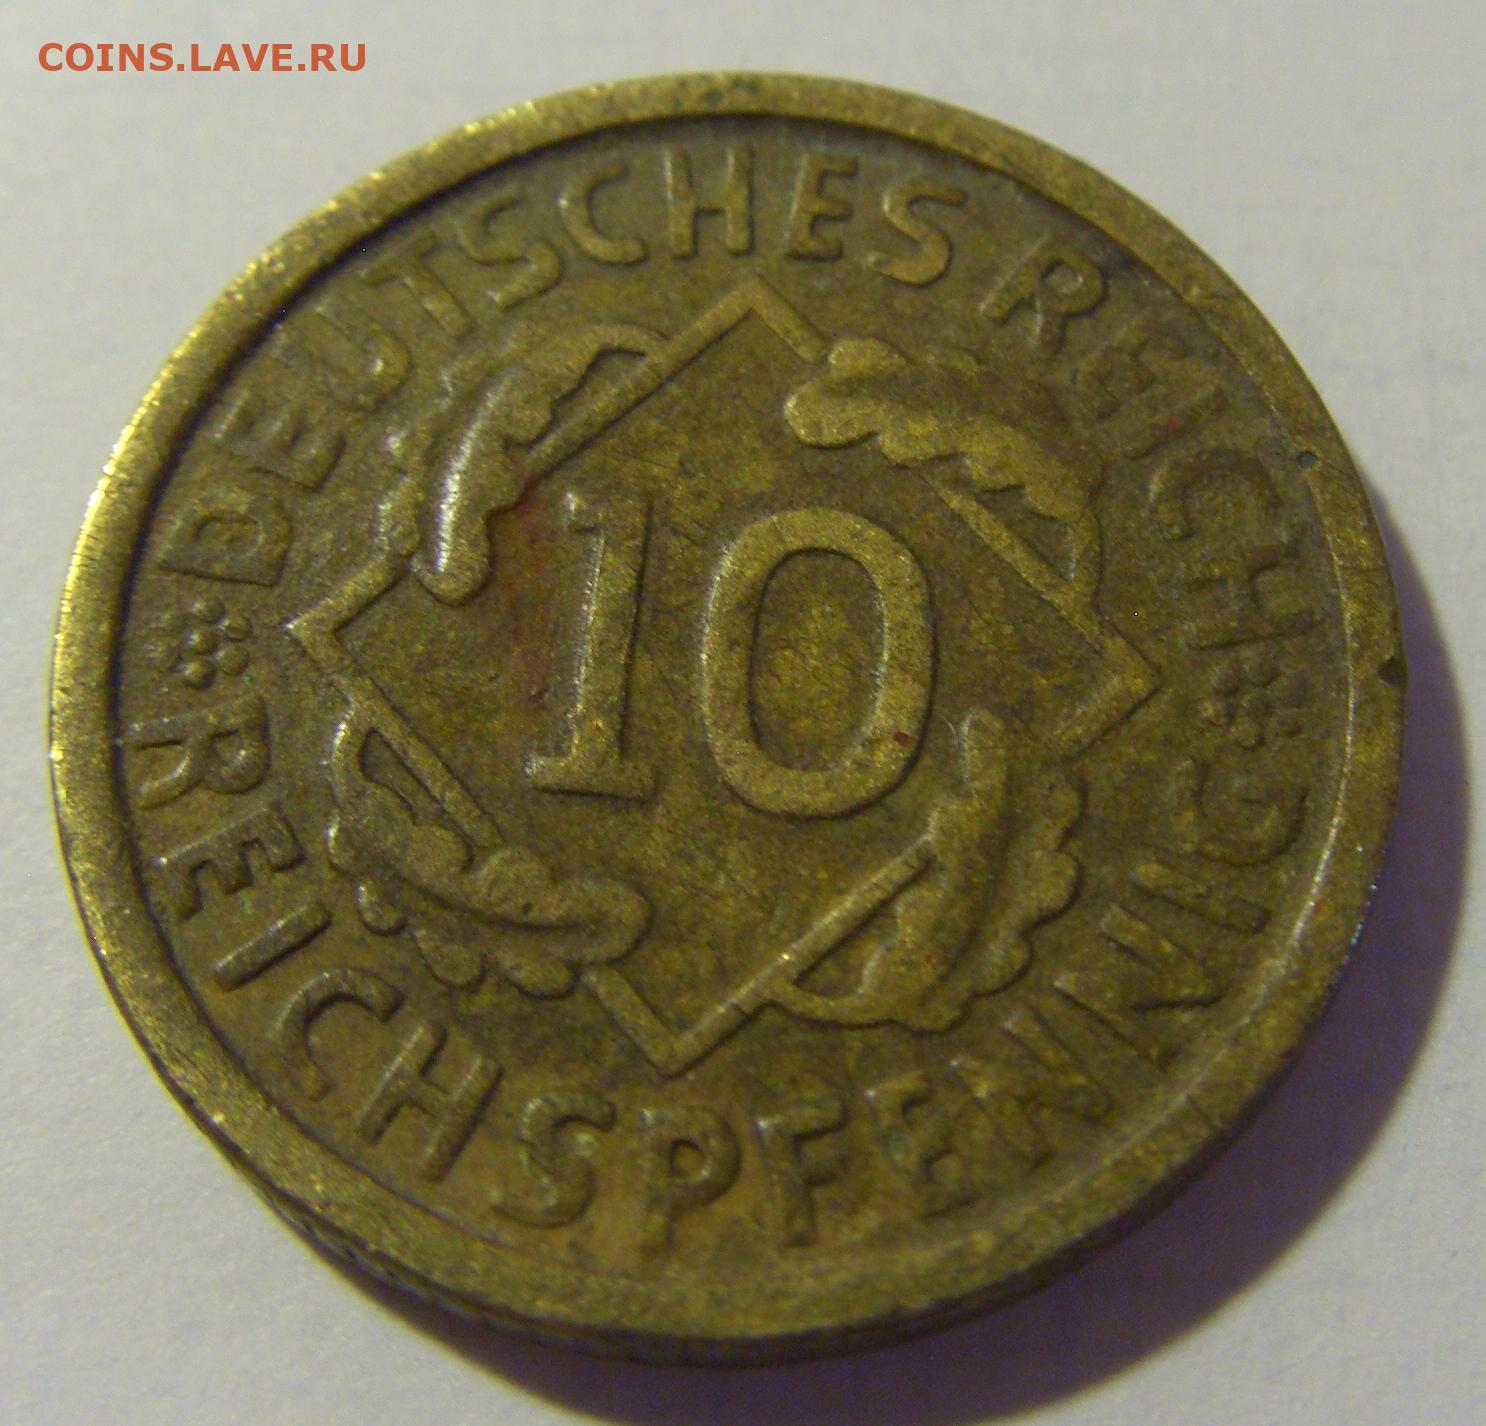 COINS.LAVE.RU
DEUTSCHES REICH
10
REICHSPFENNIG